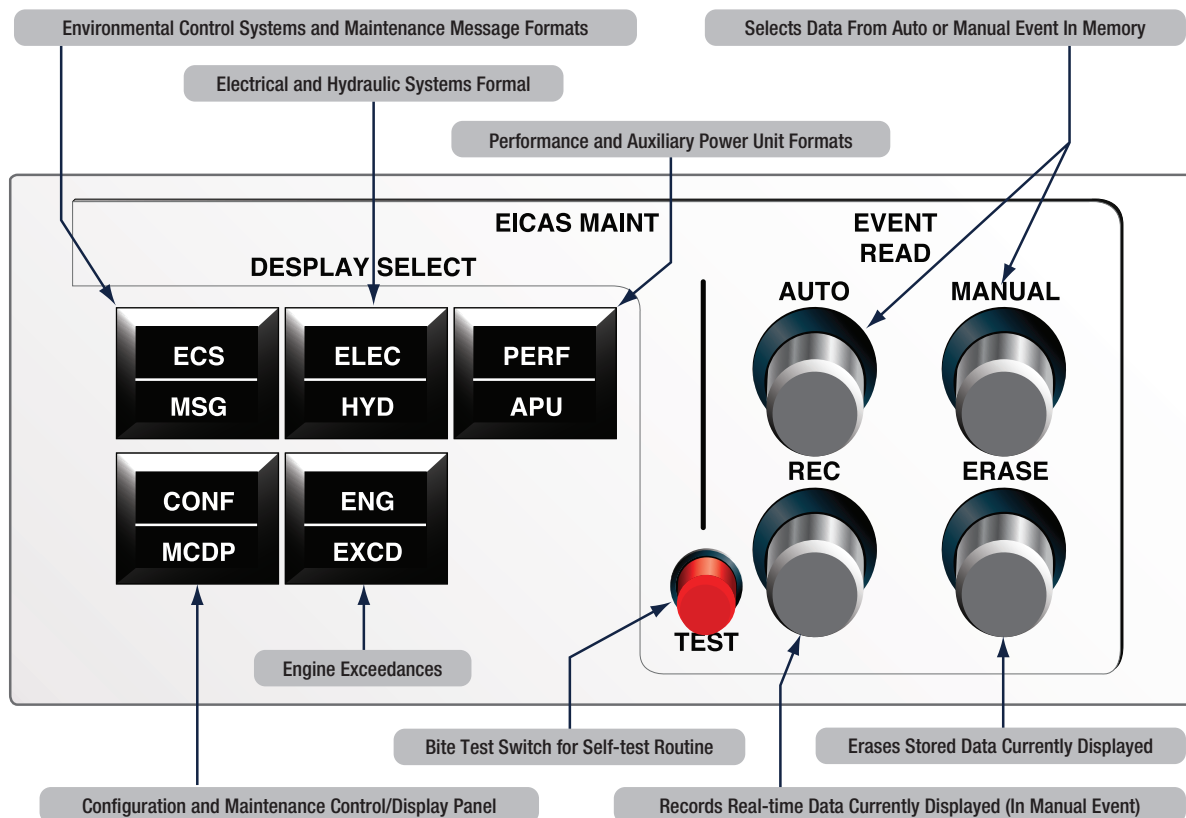 Environmental Control Systems and Maintenance Message Formats
Selects Data From Auto or Manual Event In Memory
Electrical and Hydraulic Systems Formal
Performance and Auxiliary Power Unit Formats
EICAS MAINT
EVENT
READ
DESPLAY SELECT
AUTO
MANUAL
ECS
MSG
ELEC
HYD
PERF
APU
REC
ERASE
CONF
MCDP
ENG
EXCD
TEST
Engine Exceedances
Bite Test Switch for Self-test Routine
Erases Stored Data Currently Displayed
Configuration and Maintenance Control/Display Panel
Records Real-time Data Currently Displayed (In Manual Event)